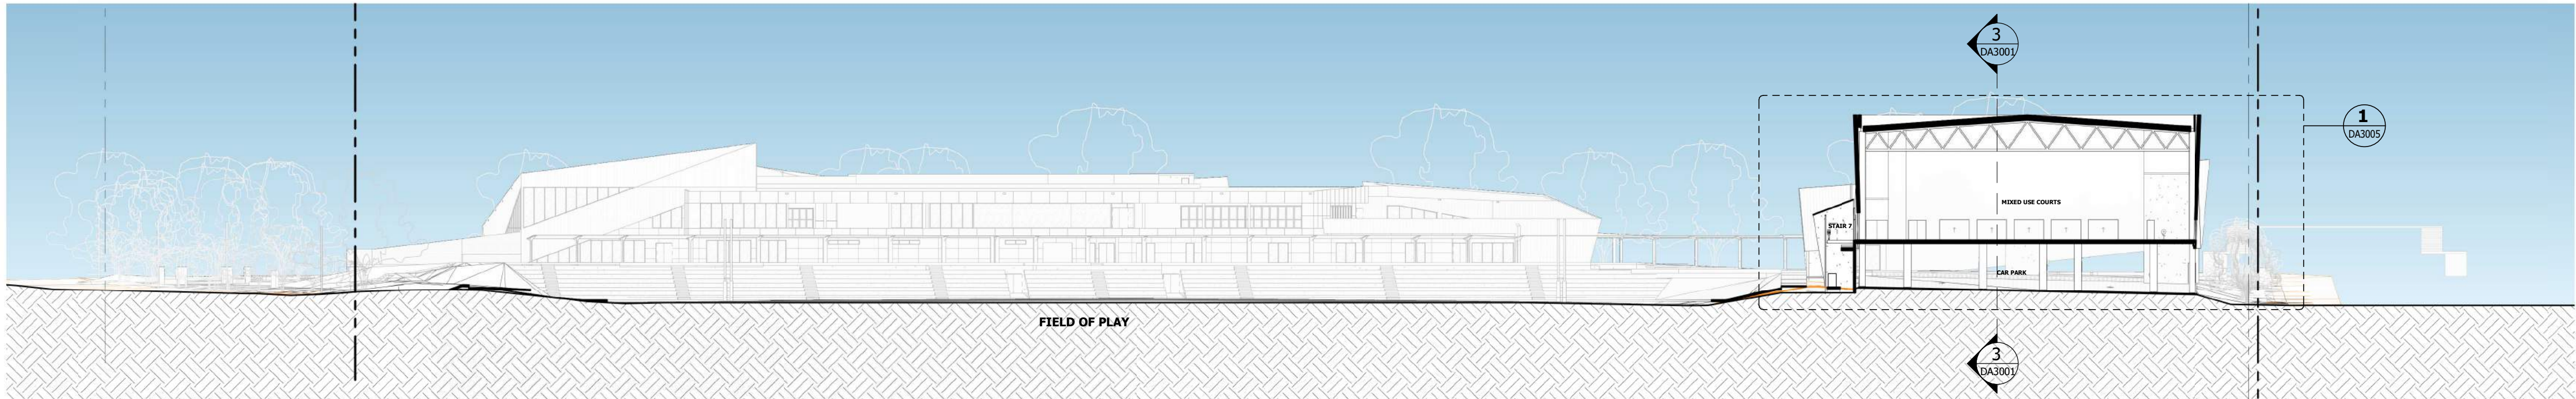 3
DA3001
1
DA3005
MIXED USE COURTS
STAIR 7
CAR PARK
FIELD OF PLAY
3
DA3001